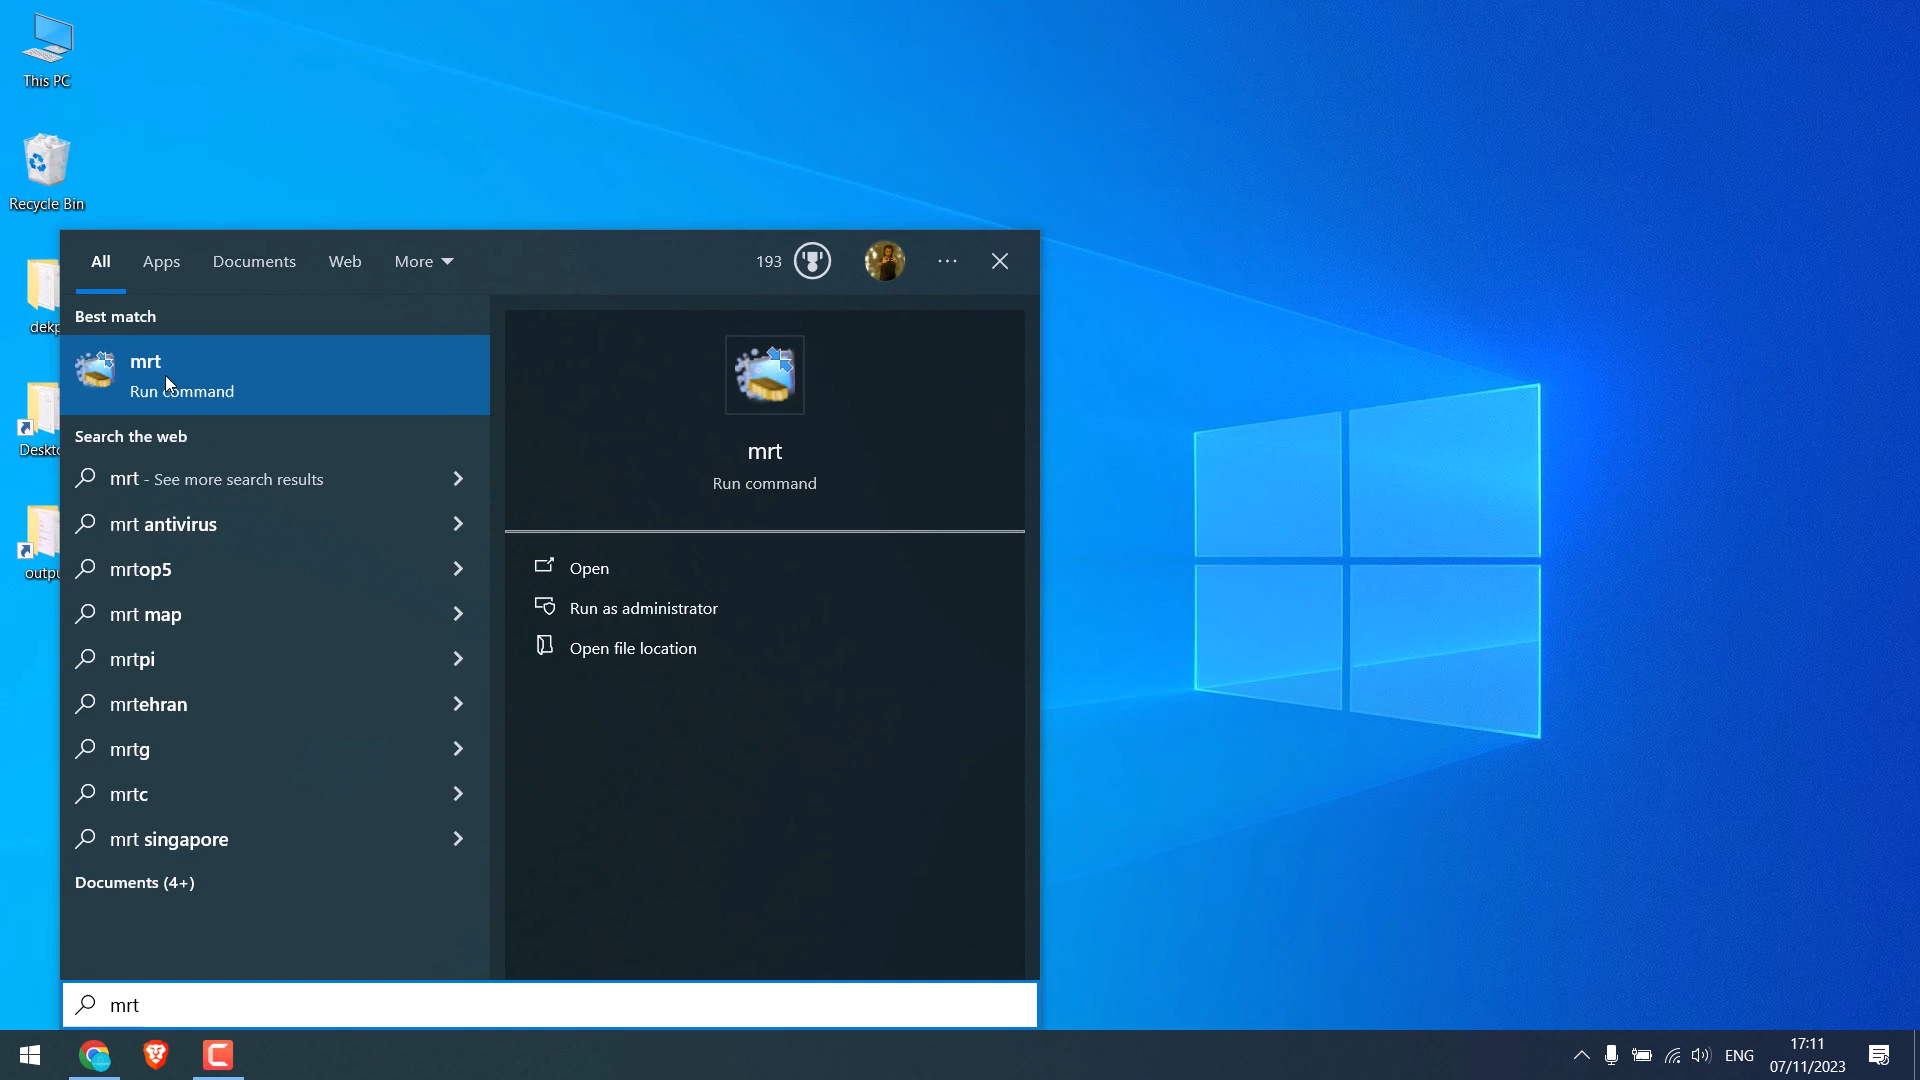 This PC
Recycle Bin
dekp
Deskto
outpu
All
Apps
Documents
Web
More
193
Best match
mrt
Run command
Search the web
mrt - See more search results
mrt antivirus
mrtop5
mrt map
mrtpi
mrtehran
mrtg
mrtc
mrt singapore
Documents (4+)
mrt
Run command
Open
Run as administrator
Open file location
mrt
ENG
17:11
07/11/2023